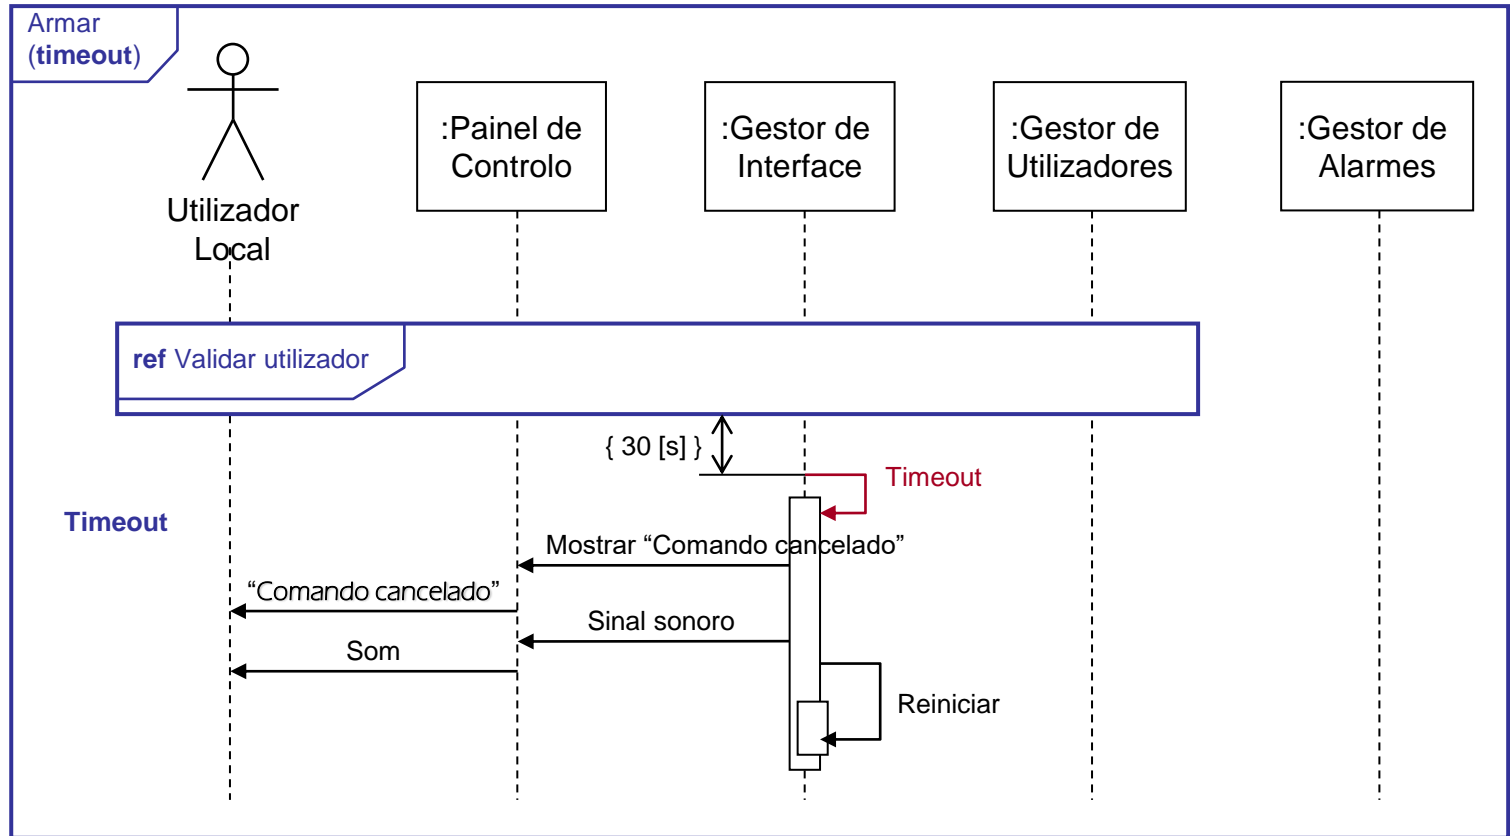 Armar
(timeout)
Utilizador
Local
:Painel de
Controlo
:Gestor de
Interface
:Gestor de
Utilizadores
:Gestor de
Alarmes
ref Validar utilizador
{ 30 [s] }
Timeout
Timeout
Mostrar “Comando cancelado”
“Comando cancelado”
Sinal sonoro
Som
Reiniciar